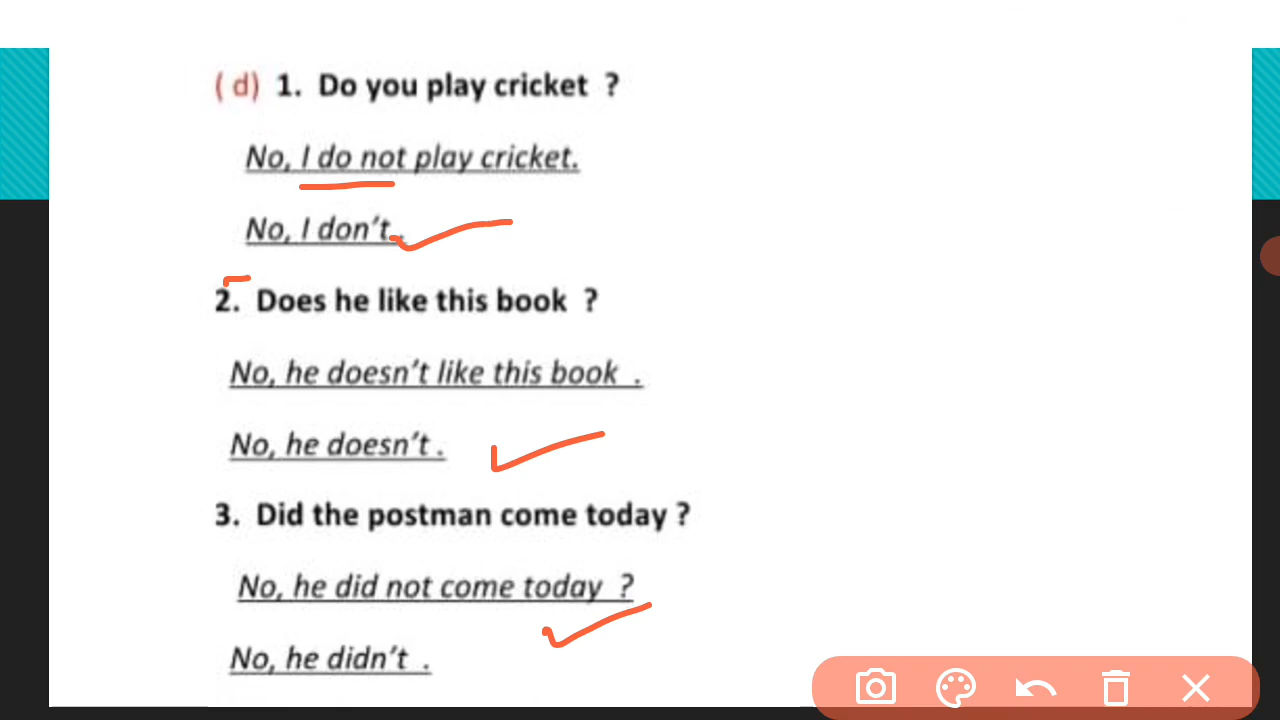 ( d) 1. Do you play cricket ?
No, I do not play cricket.
No, I don't.
2. Does he like this book ?
No, he doesn't like this book .
No, he doesn't .
3. Did the postman come today ?
No, he did not come today ?
No, he didn't .